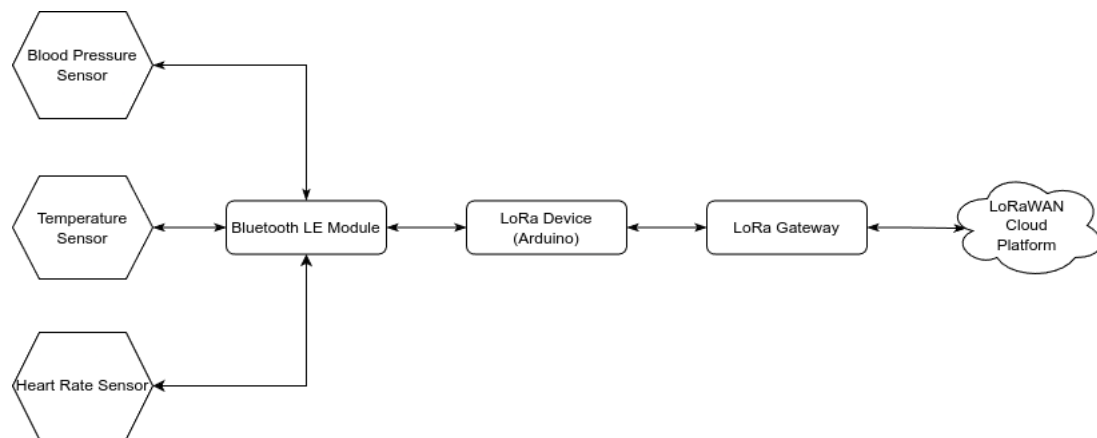 Blood Pressure
Sensor
Temperature
Sensor
Bluetooth LE Module
LoRa Device
(Arduino)
LoRa Gateway
LoRaWAN
Cloud
Platform
Heart Rate Sensor